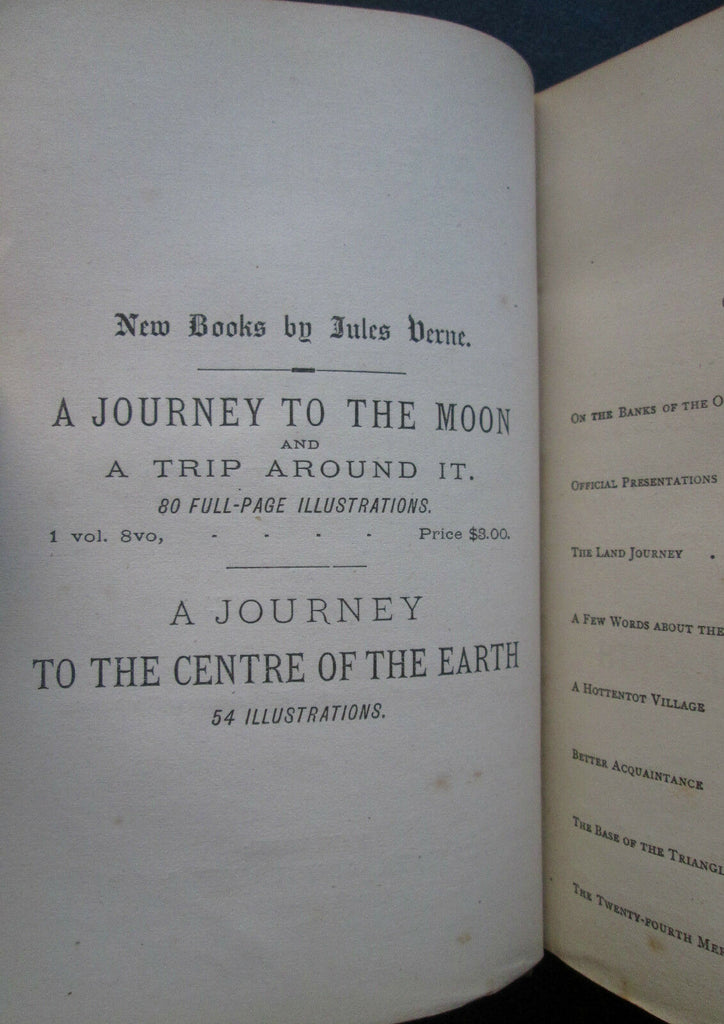 New Books by Jules Verne.
A JOURNEY TO THE MOON
AND
A TRIP AROUND IT.
80 FULL-PAGE ILLUSTRATIONS.
1 vol. 8vo, - - - - Price $3.00.
A JOURNEY
TO THE CENTRE OF THE EARTH
54 ILLUSTRATIONS.
ON THE BANKS OF THE O
OFFICIAL PRESENTATIONS
THE LAND JOURNEY .
A FEW WORDS ABOUT THE
A HOTTENTOT VILLAGE
BETTER ACQUAINTANCE
THE BASE OF THE TRIANGL
THE TWENTY-FOURTH MER